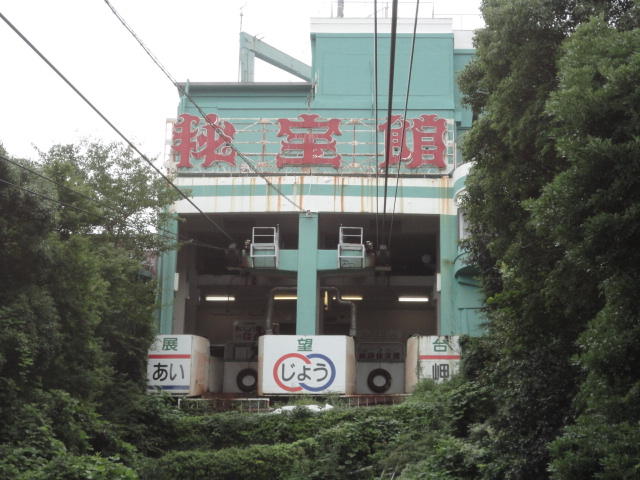 秘宝館
展 望 台
あい じょう 岬